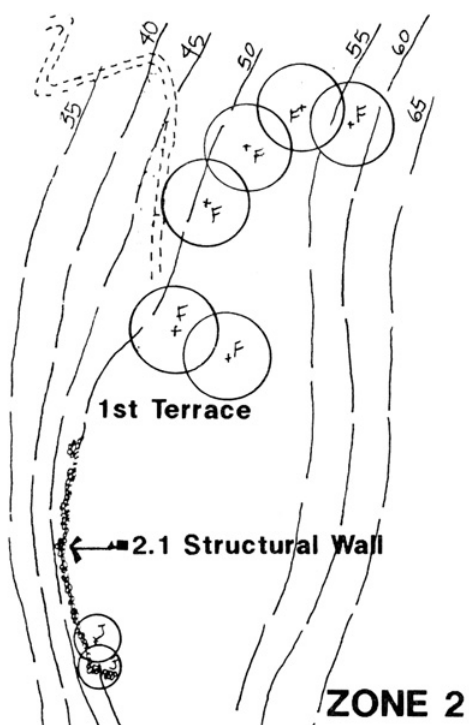 35
40
45
50
55
60
65
F
F
F
F
F
F
1st Terrace
2.1 Structural Wall
J
J
ZONE 2